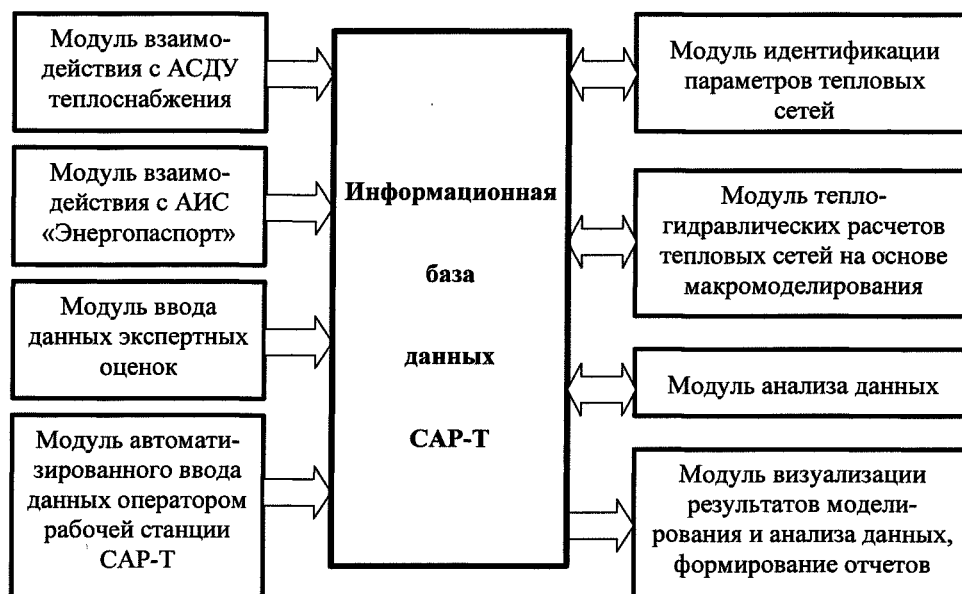 Модуль взаимо-
действия с АСДУ
теплоснабжения
Модуль взаимо-
действия с АИС
«Энергопаспорт»
Модуль ввода
данных экспертных
оценок
Модуль автомати-
зированного ввода
данных оператором
рабочей станции
САР-Т
Информационная
база
данных
САР-Т
Модуль идентификации
параметров тепловых
сетей
Модуль тепло-
гидравлических расчетов
тепловых сетей на основе
макромоделирования
Модуль анализа данных
Модуль визуализации
результатов модели-
рования и анализа данных,
формирование отчетов